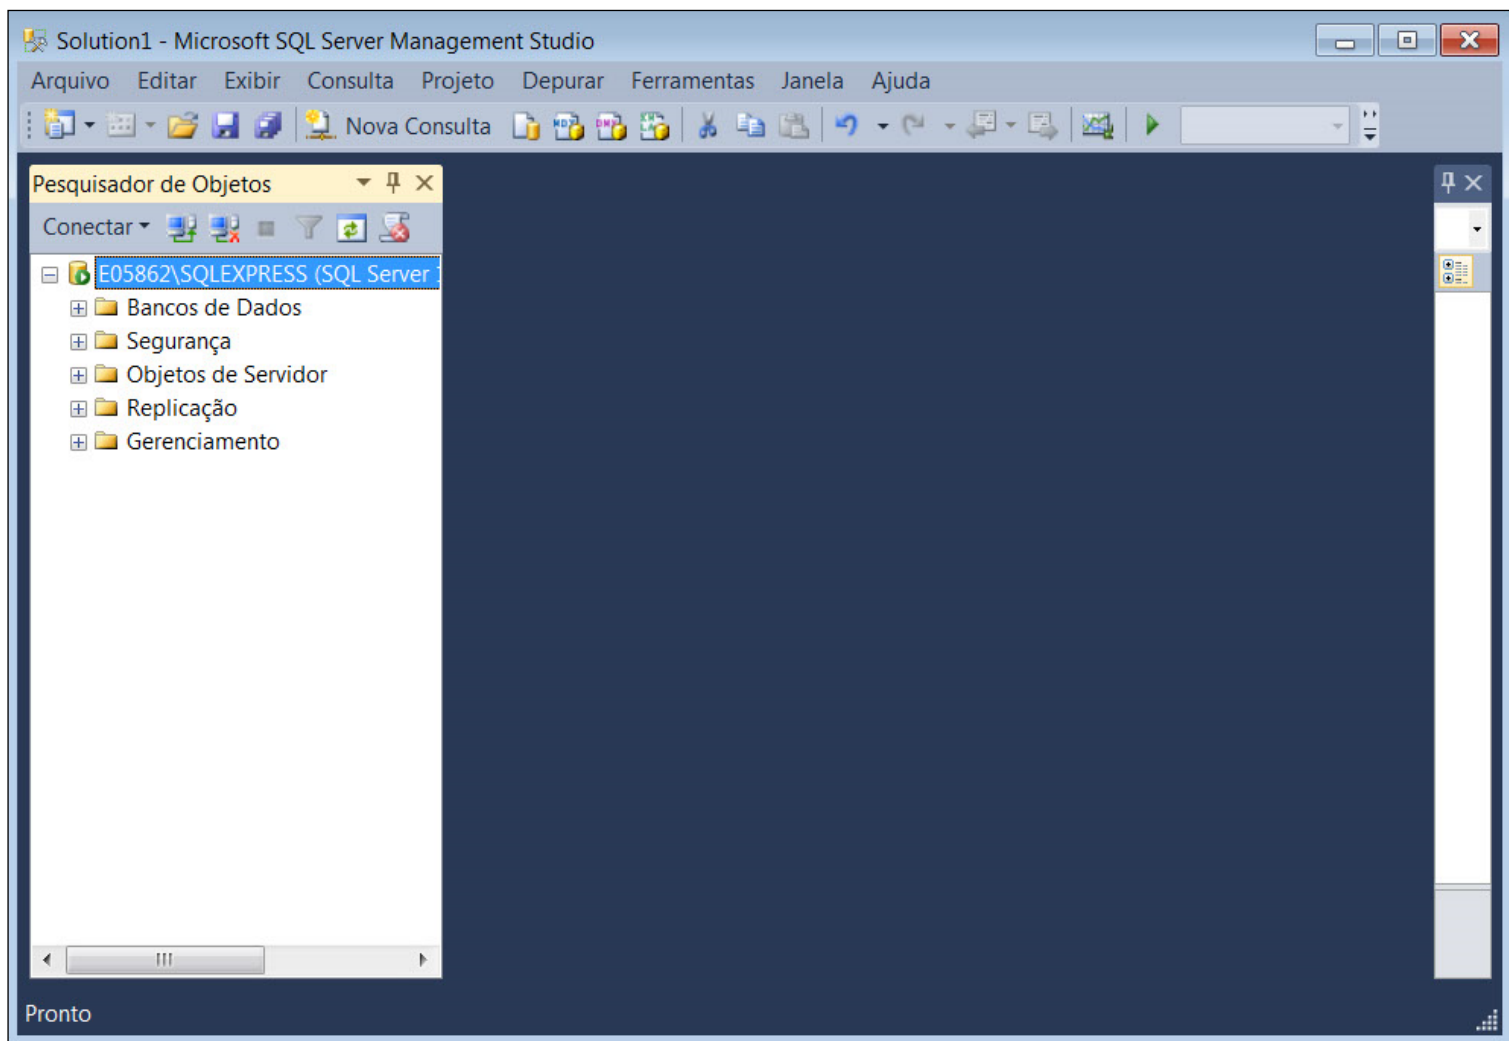 Solution1 - Microsoft SQL Server Management Studio
Arquivo Editar Exibir Consulta Projeto Depurar Ferramentas Janela Ajuda
Nova Consulta
Pesquisador de Objetos
Conectar
E05862\SQLEXPRESS (SQL Server
Bancos de Dados
Segurança
Objetos de Servidor
Replicação
Gerenciamento
Pronto